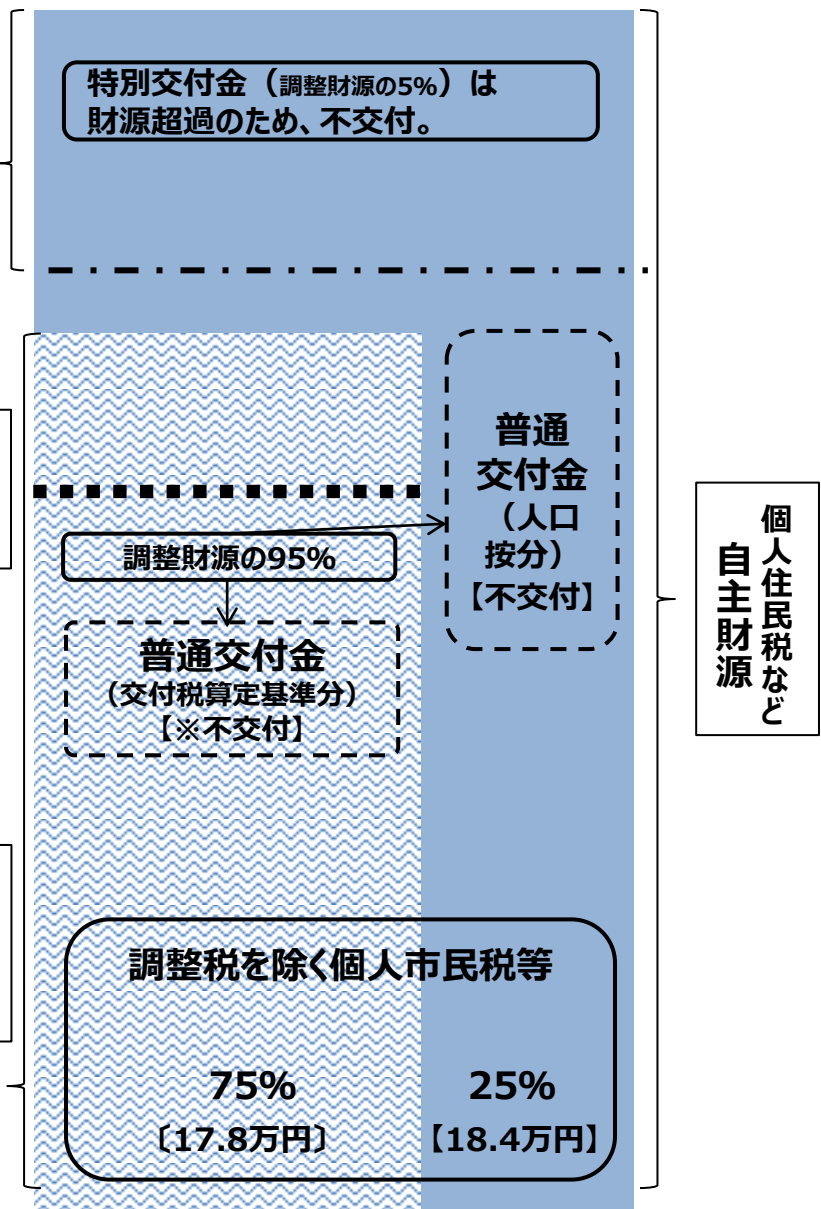 特別交付金（調整財源の5%）は
財源超過のため、不交付。
普通
交付金
（人口
按分）
【不交付】
調整財源の95%
普通交付金
（交付税算定基準分）
【※不交付】
個人住民税など
自主財源
調整税を除く個人市民税等
75%
25%
〔17.8万円〕
【18.4万円】